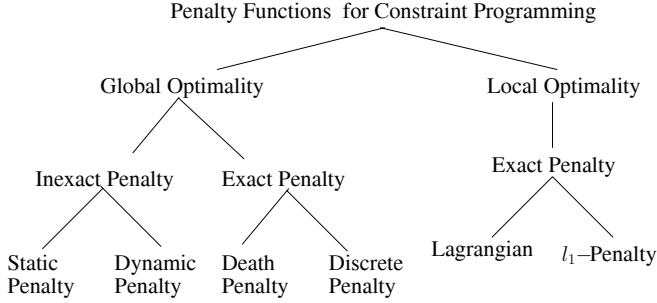 Penalty Functions for Constraint Programming
Global Optimality
Local Optimality
Inexact Penalty
Exact Penalty
Exact Penalty
Static
Penalty
Dynamic
Penalty
Death
Penalty
Discrete
Penalty
Lagrangian
l₁–Penalty